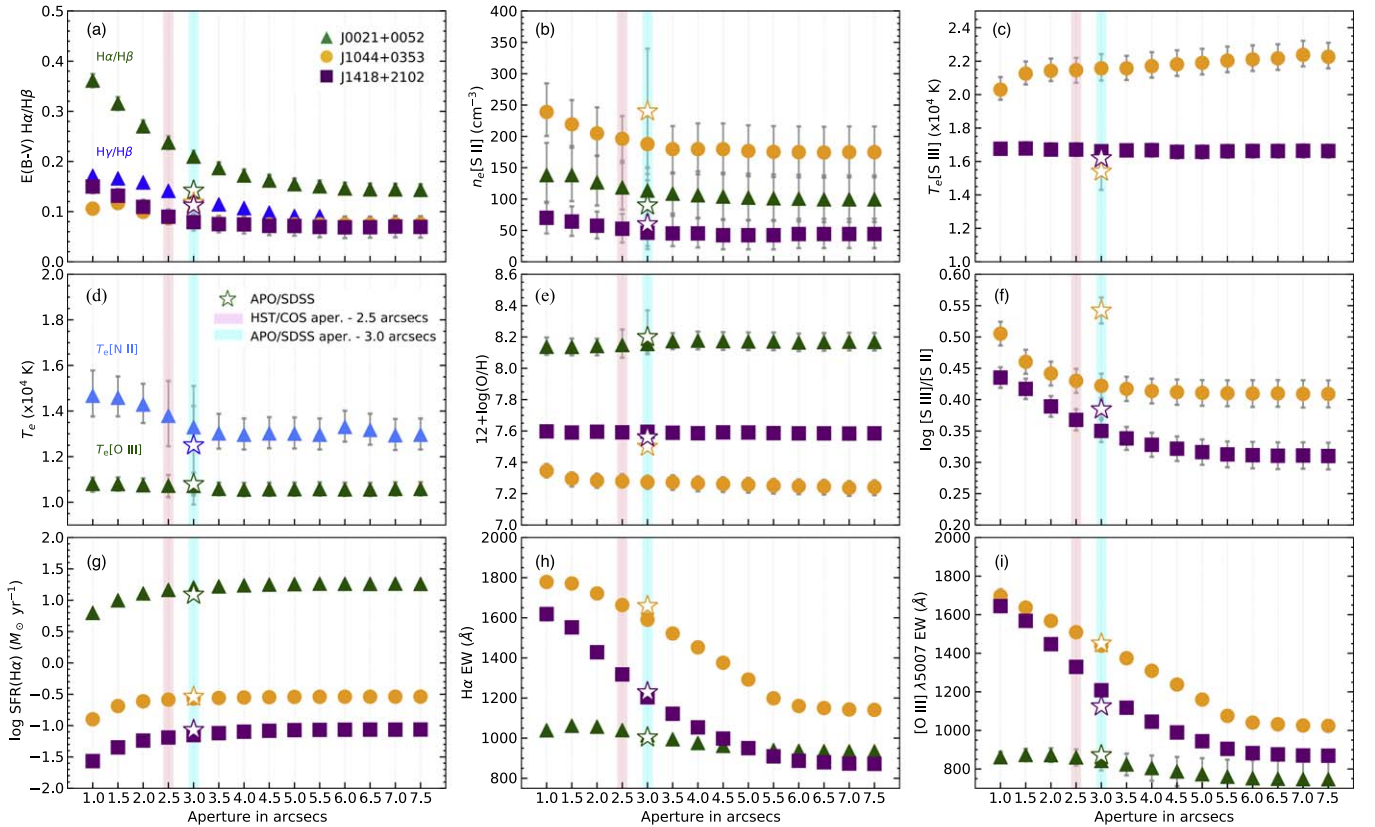 (a)
Hα/Hβ
Hγ/Hβ
J0021+0052
J1044+0353
J1418+2102
E(B-V) Hα/Hβ
0.5
0.4
0.3
0.2
0.1
0.0
(b)
nₑ[S II] (cm⁻³)
400
350
300
250
200
150
100
50
0
(c)
Tₑ[S III] (x10⁴ K)
2.4
2.2
2.0
1.8
1.6
1.4
1.2
1.0
(d)
Tₑ[N II]
Tₑ[O III]
APO/SDSS
HST/COS aper. - 2.5 arcsecs
APO/SDSS aper. - 3.0 arcsecs
Tₑ (x10⁴ K)
2.0
1.8
1.6
1.4
1.2
1.0
(e)
12+log(O/H)
8.6
8.4
8.2
8.0
7.8
7.6
7.4
7.2
7.0
(f)
log [S III]/[S II]
0.60
0.55
0.50
0.45
0.40
0.35
0.30
0.25
0.20
(g)
log SFR(Hα) (M⊙ yr⁻¹)
2.0
1.5
1.0
0.5
0.0
−0.5
−1.0
−1.5
−2.0
1.0 1.5 2.0 2.5 3.0 3.5 4.0 4.5 5.0 5.5 6.0 6.5 7.0 7.5
Aperture in arcsecs
(h)
Hα EW (Å)
2000
1800
1600
1400
1200
1000
800
1.0 1.5 2.0 2.5 3.0 3.5 4.0 4.5 5.0 5.5 6.0 6.5 7.0 7.5
Aperture in arcsecs
(i)
[O III] λ5007 EW (Å)
2000
1800
1600
1400
1200
1000
800
1.0 1.5 2.0 2.5 3.0 3.5 4.0 4.5 5.0 5.5 6.0 6.5 7.0 7.5
Aperture in arcsecs